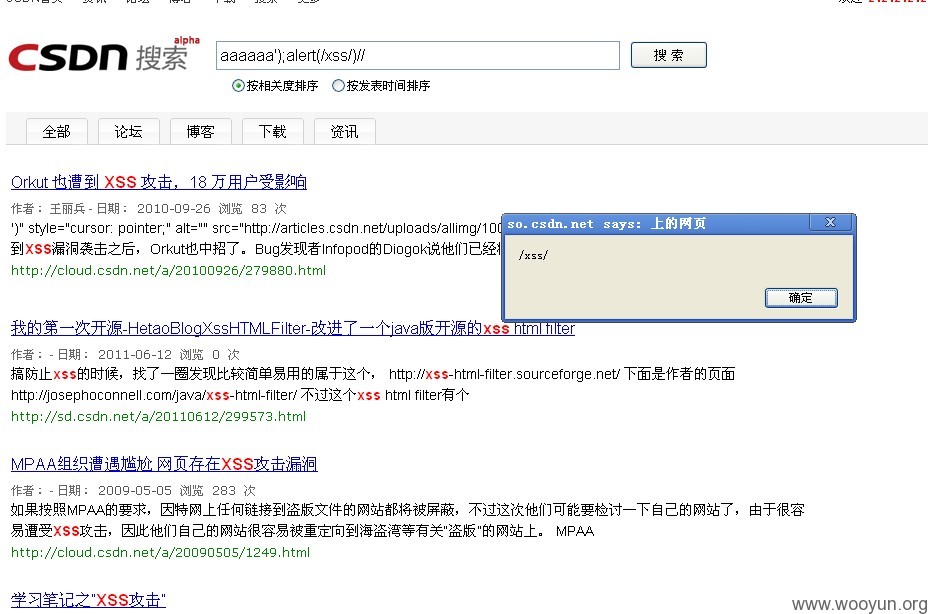 alpha
CSDN 搜索
aaaaaa');alert(/xss/)//
搜 索
按相关度排序 按发表时间排序
全部 论坛 博客 下载 资讯
Orkut 也遭到 XSS 攻击，18 万用户受影响
作者： 王丽兵 - 日期： 2010-09-26 浏览 83 次
')" style="cursor: pointer;" alt="" src="http://articles.csdn.net/uploads/allimg/100
到XSS漏洞袭击之后，Orkut也中招了。Bug发现者Infopod的Diogok说他们已经
http://cloud.csdn.net/a/20100926/279880.html
so.csdn.net says: 上的网页
/xss/
确定
我的第一次开源-HetaoBlogXssHTMLFilter-改进了一个java版开源的xss html filter
作者： - 日期： 2011-06-12 浏览 0 次
搞防止xss的时候，找了一圈发现比较简单易用的属于这个， http://xss-html-filter.sourceforge.net/ 下面是作者的页面
http://josephoconnell.com/java/xss-html-filter/ 不过这个xss html filter有个
http://sd.csdn.net/a/20110612/299573.html
MPAA组织遭遇尴尬 网页存在XSS攻击漏洞
作者： - 日期： 2009-05-05 浏览 283 次
如果按照MPAA的要求，因特网上任何链接到盗版文件的网站都将被屏蔽，不过这次他们可能要检讨一下自己的网站了，由于很容
易遭受XSS攻击，因此他们自己的网站很容易被重定向到海盗湾等有关“盗版”的网站上。 MPAA
http://cloud.csdn.net/a/20090505/1249.html
学习笔记之“XSS攻击”
www.wooyun.org